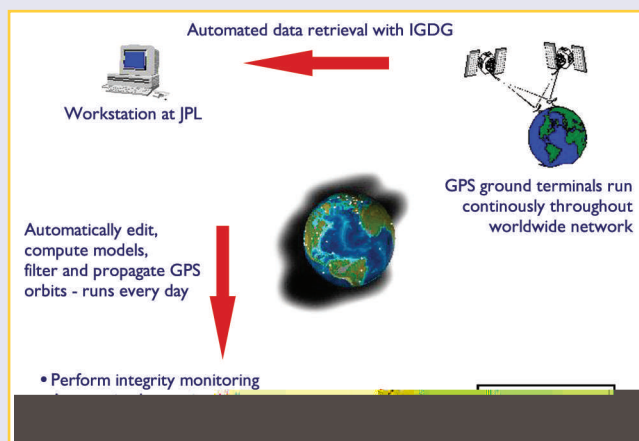 Automated data retrieval with IGDG
Workstation at JPL
GPS ground terminals run
continously throughout
worldwide network
Automatically edit,
compute models,
filter and propagate GPS
orbits - runs every day
• Perform integrity monitoring